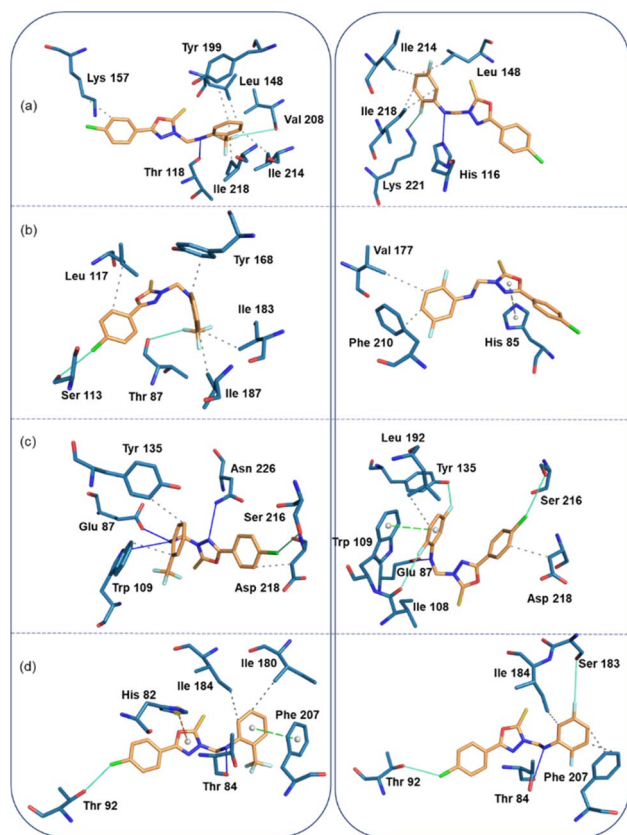 (a)
Lys 157
Tyr 199
Leu 148
Val 208
Thr 118
Ile 218
Ile 214
Ile 214
Leu 148
Ile 218
Lys 221
His 116
(b)
Leu 117
Tyr 168
Ile 183
Ser 113
Thr 87
Ile 187
Val 177
Phe 210
His 85
(c)
Tyr 135
Asn 226
Glu 87
Ser 216
Trp 109
Asp 218
Leu 192
Tyr 135
Ser 216
Trp 109
Glu 87
Ile 108
Asp 218
(d)
Ile 180
Ile 184
His 82
Phe 207
Thr 84
Thr 92
Ser 183
Ile 184
Thr 92
Thr 84
Phe 207